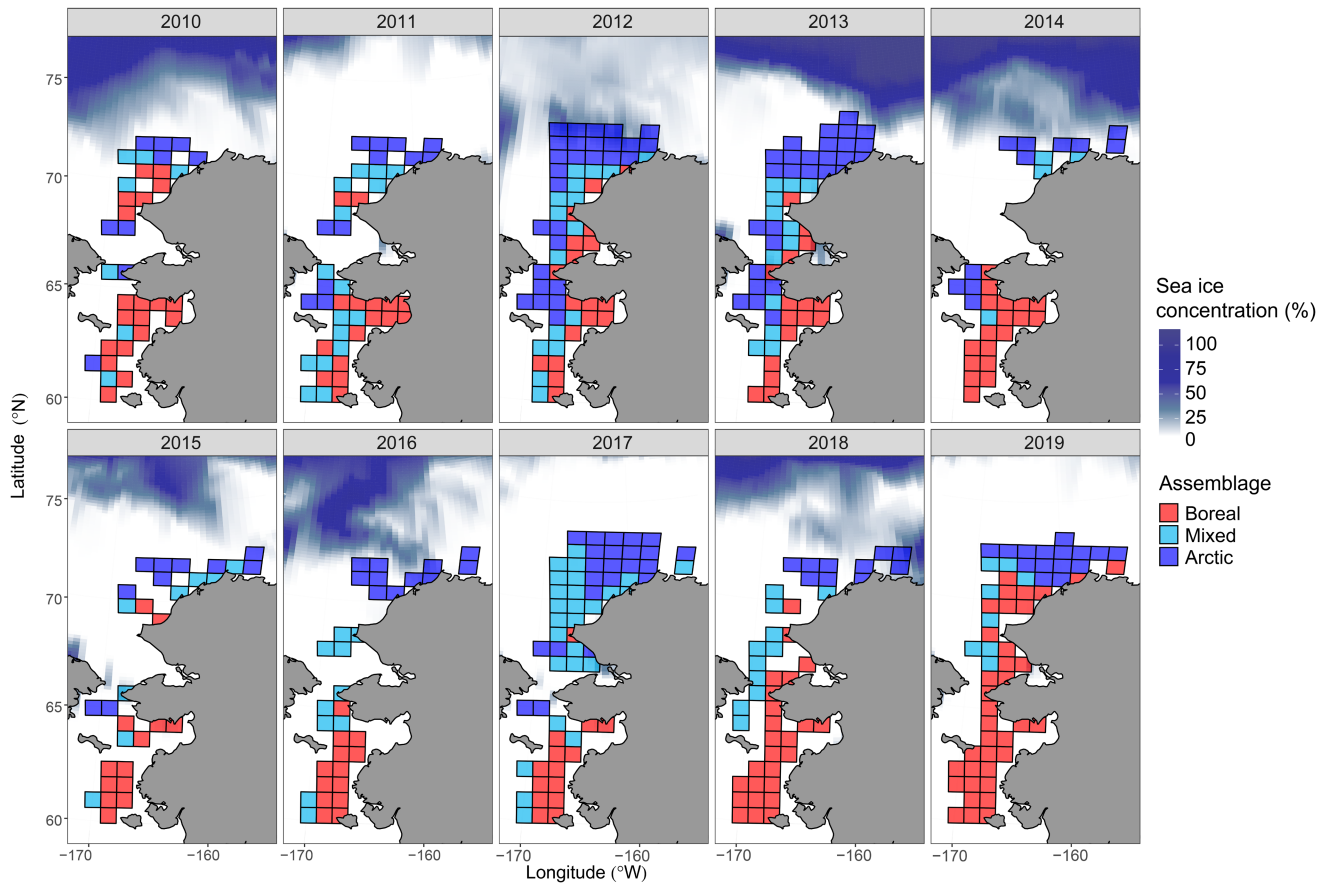 2010 2011 2012 2013 2014
75
70
65
60
2015 2016 2017 2018 2019
75
70
65
60
−170 −160 −170 −160 −170 −160 −170 −160 −170 −160
Longitude (°W)
Latitude (°N)
Sea ice
concentration (%)
100
75
50
25
0
Assemblage
Boreal
Mixed
Arctic